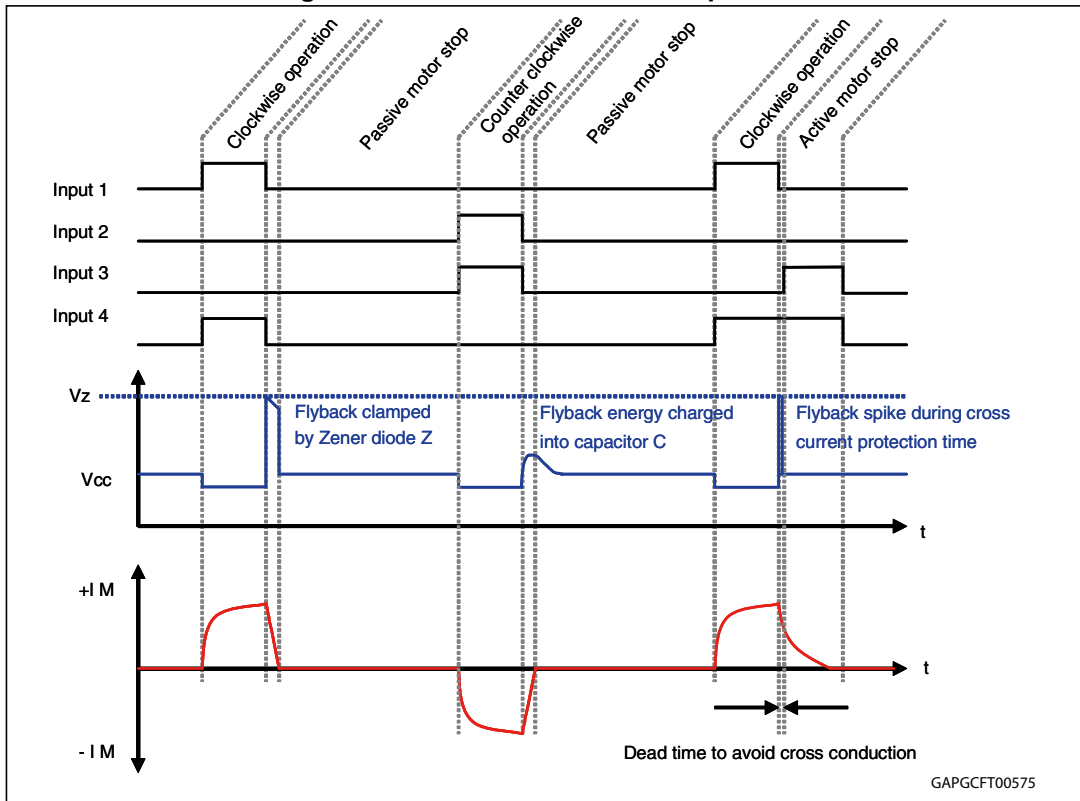 Clockwise operation
Passive motor stop
Counter clockwise
operation
Passive motor stop
Clockwise operation
Active motor stop
Input 1
Input 2
Input 3
Input 4
Vz
Flyback clamped
by Zener diode Z
Flyback energy charged
into capacitor C
Flyback spike during cross
current protection time
Vcc
t
+I M
t
- I M
Dead time to avoid cross conduction
GAPGCFT00575